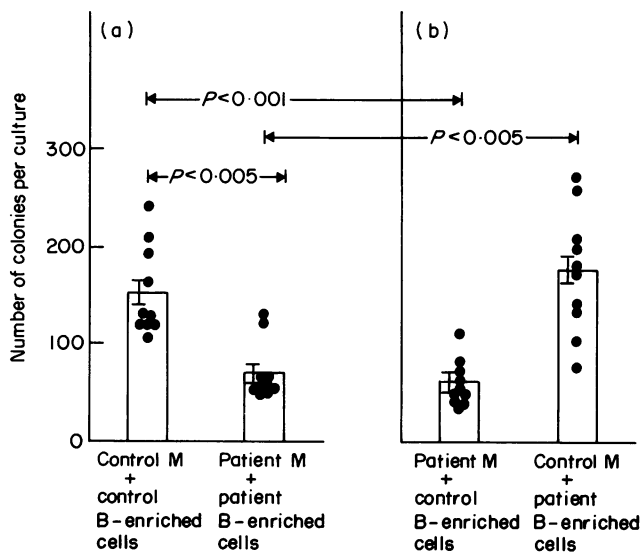 (a)
(b)
Number of colonies per culture
P<0·001
P<0·005
P<0·005
300
200
100
0
Control M
+
control
B-enriched
cells
Patient M
+
patient
B-enriched
cells
Patient M
+
control
B-enriched
cells
Control M
+
patient
B-enriched
cells